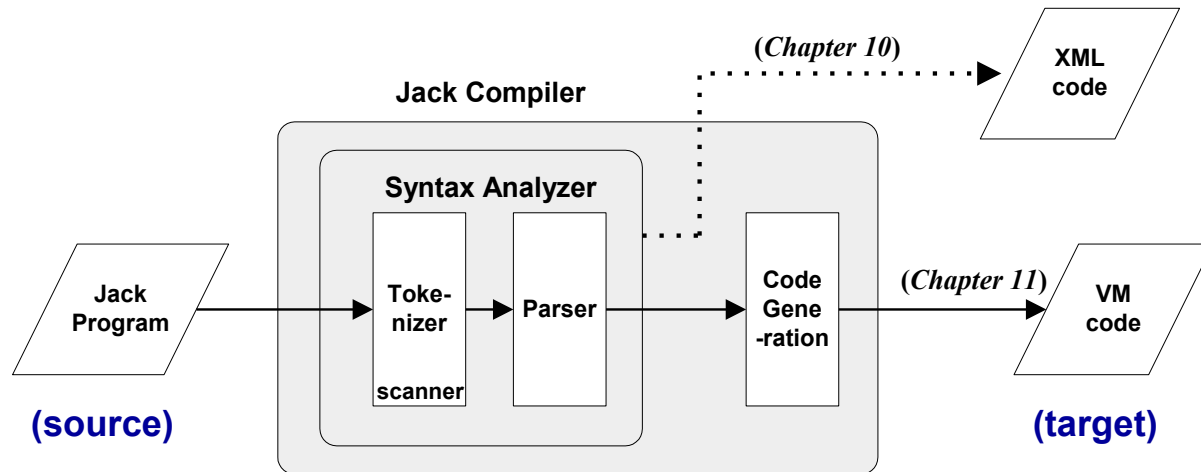 (Chapter 10)
XML
code
Jack Compiler
Syntax Analyzer
Jack
Program
Toke-
nizer
scanner
Parser
Code
Gene
-ration
(Chapter 11)
VM
code
(source)
(target)